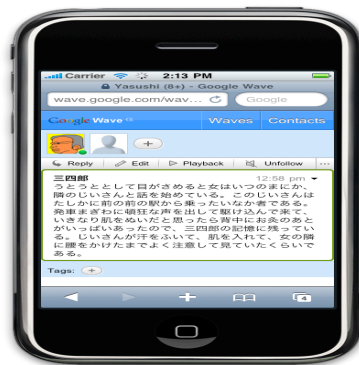 Carrier 2:13 PM
Yasushi (8+) - Google Wave
wave.google.com/wav... Google
Google Wave Waves Contacts
+
Reply Edit Playback Unfollow ...
三四郎 12:58 pm
うとうととして目がさめると女はいつのまにか、
隣のじいさんと話を始めている。このじいさんは
たしかに前の前の駅から乗ったいなか者である。
発車まぎわに頓狂な声を出して駆け込んで来て、
いきなり肌をぬいだと思ったら背中にお灸のあと
がいっぱいあったので、三四郎の記憶に残ってい
る。じいさんが汗をふいて、肌を入れて、女の隣
に腰をかけたまでよく注意して見ていたくらいで
ある。
Tags: +
4